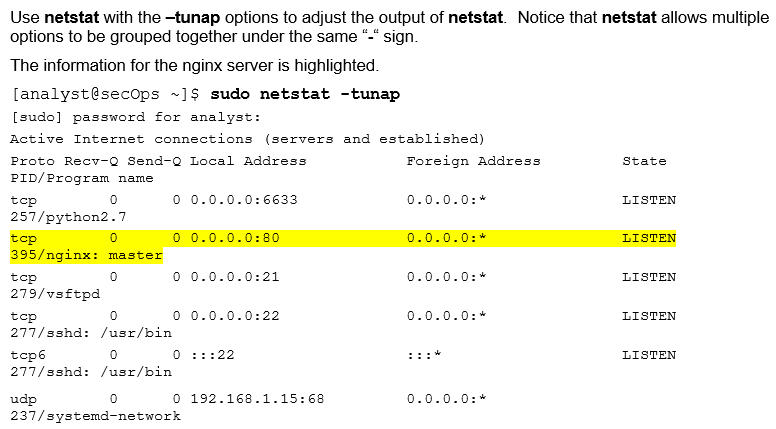 Use netstat with the –tunap options to adjust the output of netstat.  Notice that netstat allows multiple
options to be grouped together under the same “-“ sign.
The information for the nginx server is highlighted.
[analyst@secOps ~]$ sudo netstat -tunap
[sudo] password for analyst:
Active Internet connections (servers and established)
Proto Recv-Q Send-Q Local Address           Foreign Address         State
PID/Program name
tcp        0      0 0.0.0.0:6633            0.0.0.0:*               LISTEN
257/python2.7
tcp        0      0 0.0.0.0:80              0.0.0.0:*               LISTEN
395/nginx: master
tcp        0      0 0.0.0.0:21              0.0.0.0:*               LISTEN
279/vsftpd
tcp        0      0 0.0.0.0:22              0.0.0.0:*               LISTEN
277/sshd: /usr/bin
tcp6       0      0 :::22                   :::*                    LISTEN
277/sshd: /usr/bin
udp        0      0 192.168.1.15:68         0.0.0.0:*
237/systemd-network